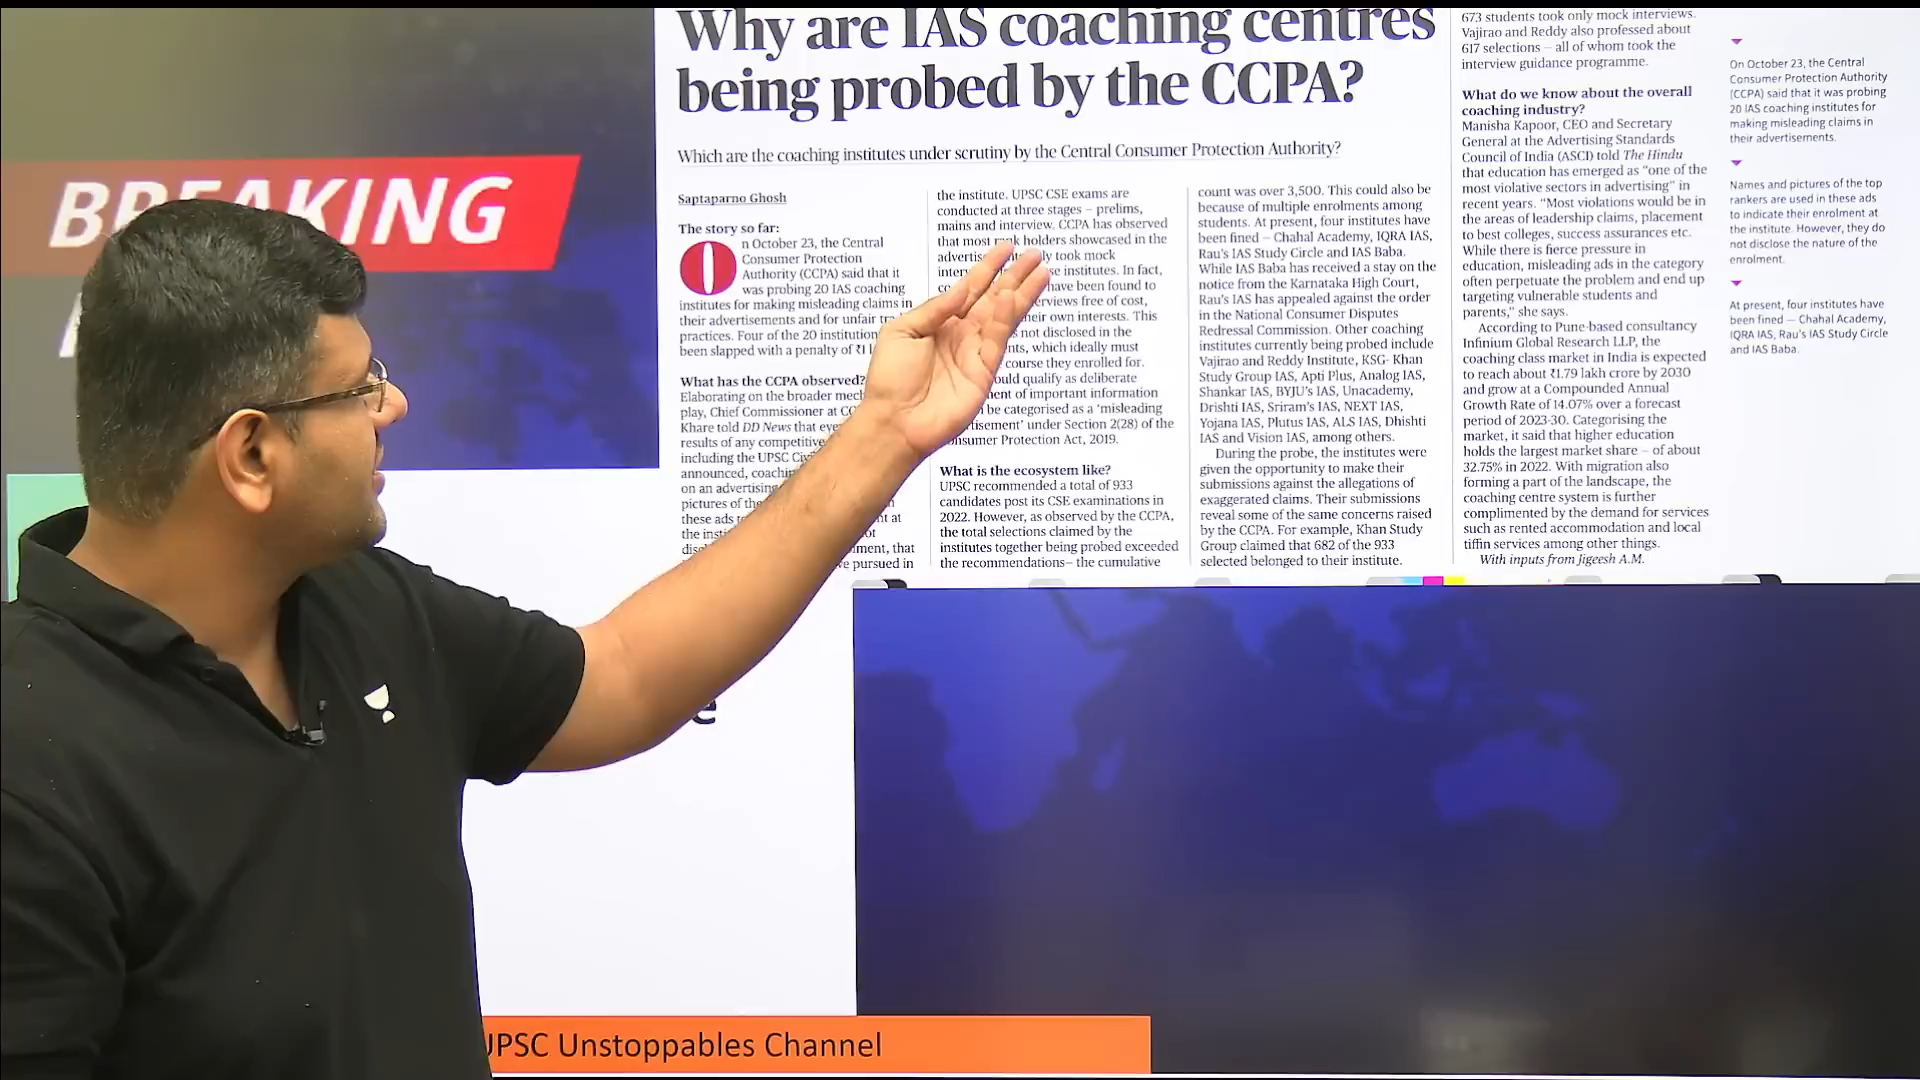 BREAKING
Why are IAS coaching centres
being probed by the CCPA?
Which are the coaching institutes under scrutiny by the Central Consumer Protection Authority?
Saptaparno Ghosh
The story so far:
On October 23, the Central
Consumer Protection
Authority (CCPA) said that it
was probing 20 IAS coaching
institutes for making misleading claims in
their advertisements and for unfair
practices. Four of the 20
been slapped with a penalty of ₹1
What has the CCPA observed?
Elaborating on the broader
play, Chief Commissioner at
Khare told DD News that
results of any competitive
including the UPSC
announced,
on an advertising
pictures of the
these ads at
the
that
pursued in
the institute. UPSC CSE exams are
conducted at three stages – prelims,
mains and interview. CCPA has observed
that most rank holders showcased in the
took mock
institutes. In fact,
have been found to
free of cost,
their own interests. This
not disclosed in the
which ideally must
course they enrolled for.
qualify as deliberate
of important information
be categorised as a ‘misleading
under Section 2(28) of the
Consumer Protection Act, 2019.
What is the ecosystem like?
UPSC recommended a total of 933
candidates post its CSE examinations in
2022. However, as observed by the CCPA,
the total selections claimed by the
institutes together being probed exceeded
the recommendations– the cumulative
count was over 3,500. This could also be
because of multiple enrolments among
students. At present, four institutes have
been fined – Chahal Academy, IQRA IAS,
Rau’s IAS Study Circle and IAS Baba.
While IAS Baba has received a stay on the
notice from the Karnataka High Court,
Rau’s IAS has appealed against the order
in the National Consumer Disputes
Redressal Commission. Other coaching
institutes currently being probed include
Vajirao and Reddy Institute, KSG- Khan
Study Group IAS, Apti Plus, Analog IAS,
Shankar IAS, BYJU’s IAS, Unacademy,
Drishti IAS, Sriram’s IAS, NEXT IAS,
Yojana IAS, Plutus IAS, ALS IAS, Dhishti
IAS and Vision IAS, among others.
During the probe, the institutes were
given the opportunity to make their
submissions against the allegations of
exaggerated claims. Their submissions
reveal some of the same concerns raised
by the CCPA. For example, Khan Study
Group claimed that 682 of the 933
selected belonged to their institute.
673 students took only mock interviews.
Vajirao and Reddy also professed about
617 selections – all of whom took the
interview guidance programme.
What do we know about the overall
coaching industry?
Manisha Kapoor, CEO and Secretary
General at the Advertising Standards
Council of India (ASCI) told The Hindu
that education has emerged as “one of the
most violative sectors in advertising” in
recent years. “Most violations would be in
the areas of leadership claims, placement
to best colleges, success assurances etc.
While there is fierce pressure in
education, misleading ads in the category
often perpetuate the problem and end up
targeting vulnerable students and
parents,” she says.
According to Pune-based consultancy
Infinium Global Research LLP, the
coaching class market in India is expected
to reach about ₹1.79 lakh crore by 2030
and grow at a Compounded Annual
Growth Rate of 14.07% over a forecast
period of 2023-30. Categorising the
market, it said that higher education
holds the largest market share – of about
32.75% in 2022. With migration also
forming a part of the landscape, the
coaching centre system is further
complimented by the demand for services
such as rented accommodation and local
tiffin services among other things.
With inputs from Jigeesh A.M.
On October 23, the Central
Consumer Protection Authority
(CCPA) said that it was probing
20 IAS coaching institutes for
making misleading claims in
their advertisements.
Names and pictures of the top
rankers are used in these ads
to indicate their enrolment at
the institute. However, they do
not disclose the nature of the
enrolment.
At present, four institutes have
been fined – Chahal Academy,
IQRA IAS, Rau's IAS Study Circle
and IAS Baba.
UPSC Unstoppables Channel